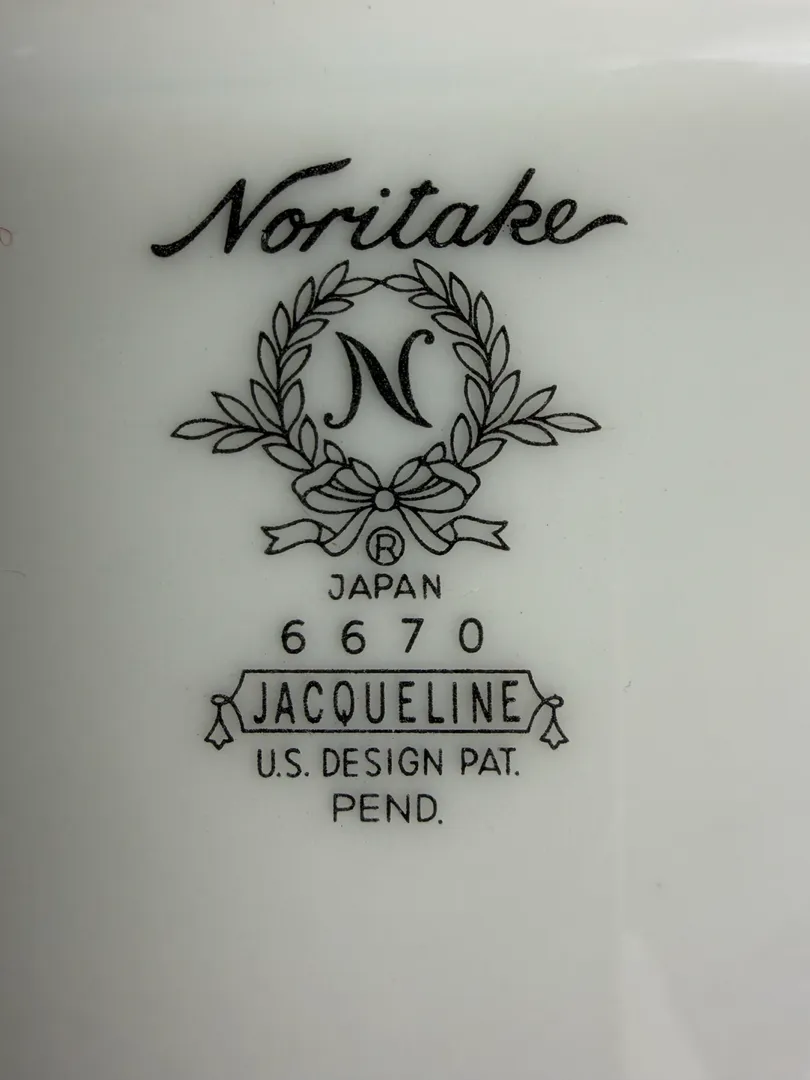 Noritake
N
®
JAPAN
6670
JACQUELINE
U.S. DESIGN PAT.
PEND.